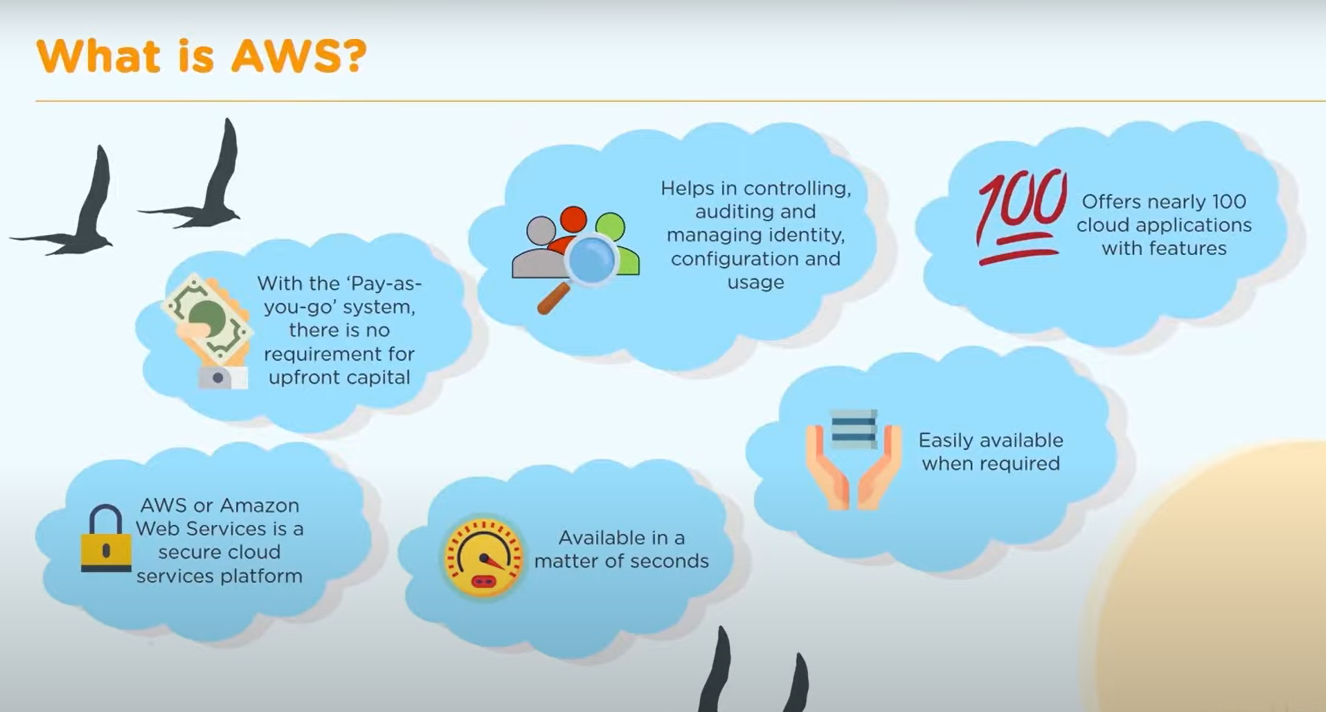 What is AWS?
With the ‘Pay-as-
you-go’ system,
there is no
requirement for
upfront capital
Helps in controlling,
auditing and
managing identity,
configuration and
usage
100
Offers nearly 100
cloud applications
with features
AWS or Amazon
Web Services is a
secure cloud
services platform
Available in a
matter of seconds
Easily available
when required